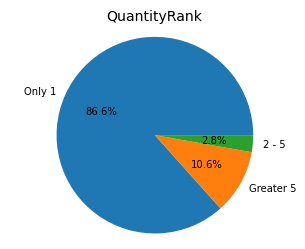 QuantityRank
Only 1
86.6%
2.8%
2 - 5
10.6%
Greater 5